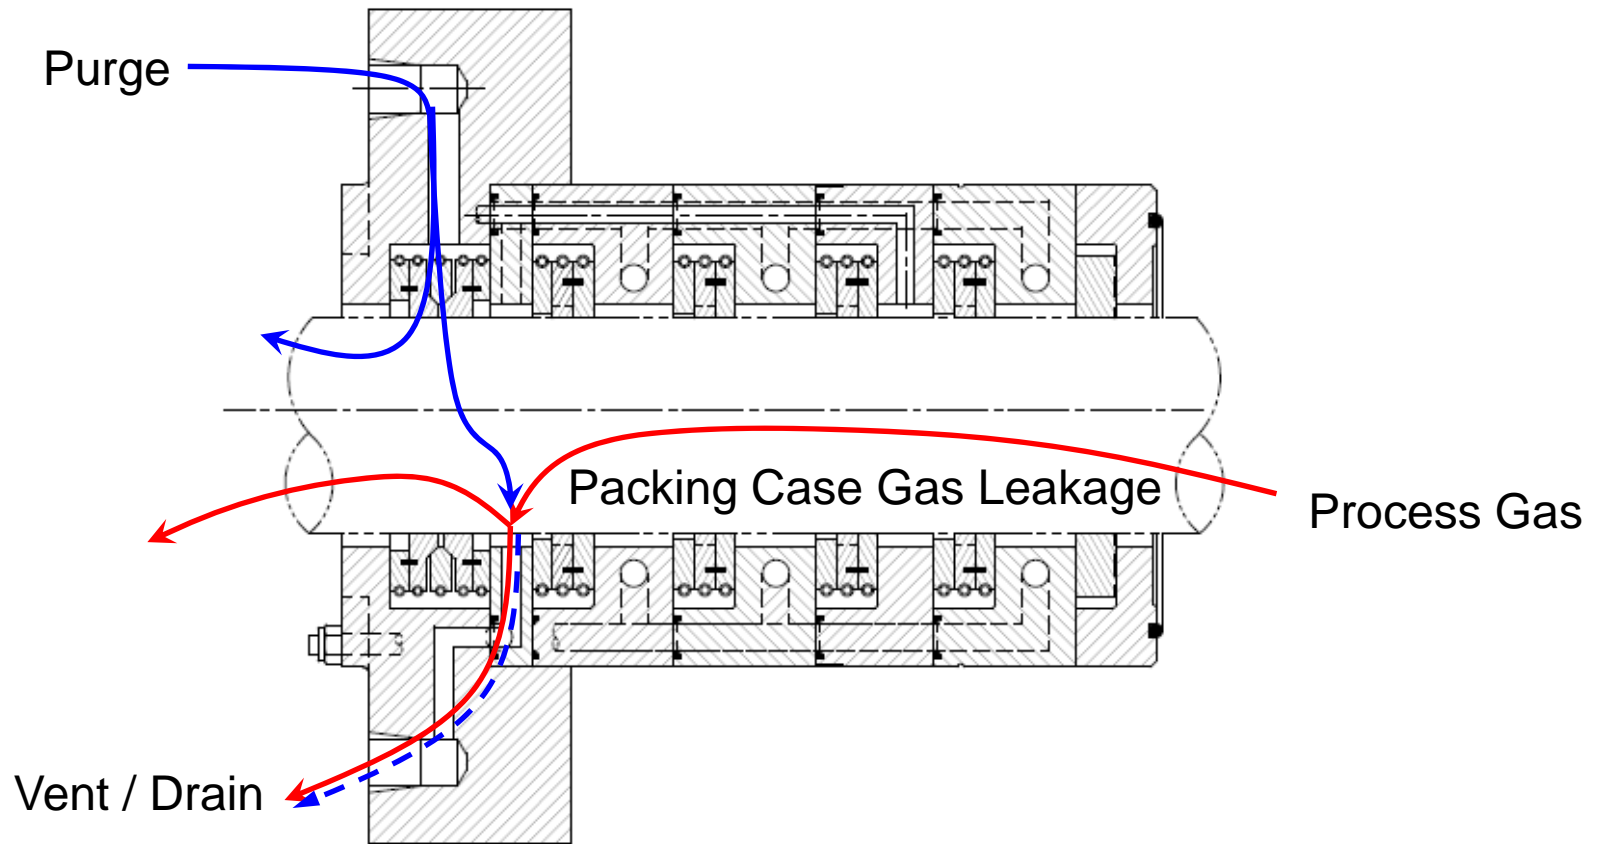 Purge
Packing Case Gas Leakage
Process Gas
Vent / Drain